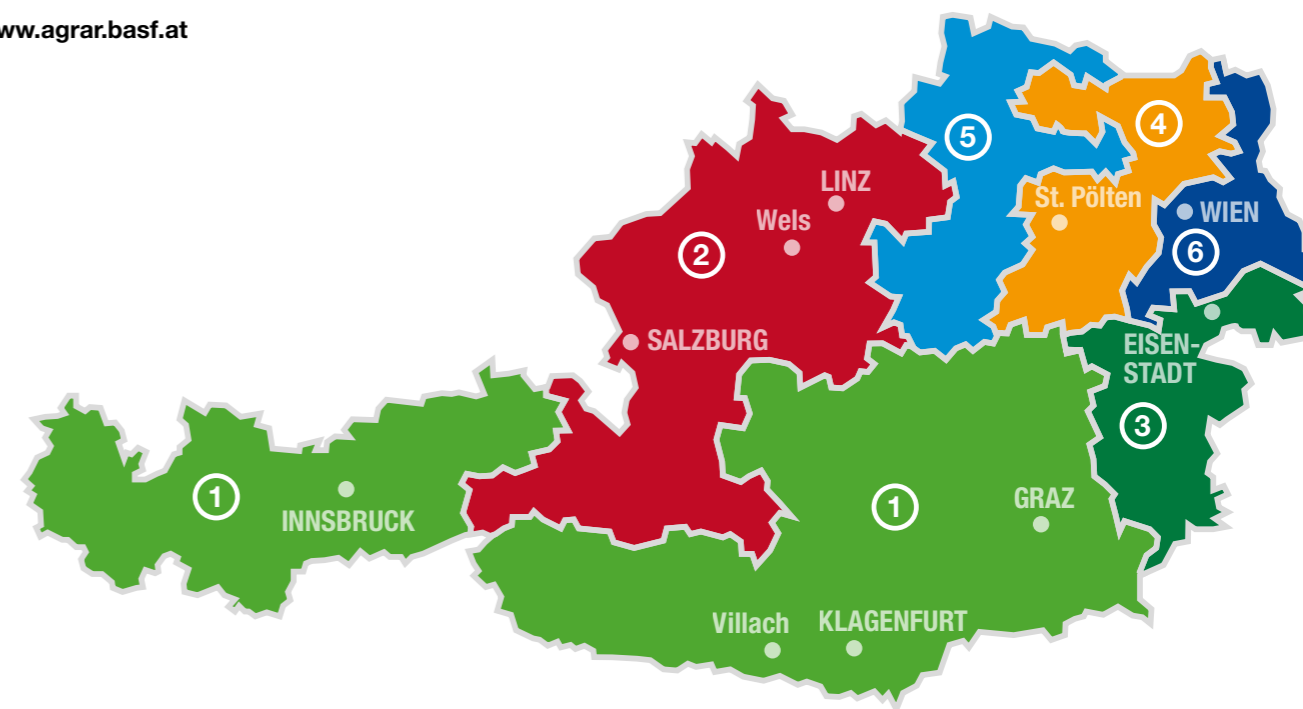 ww.agrar.basf.at
5
4
LINZ
St. Pölten
Wels
WIEN
2
6
SALZBURG
EISEN-
STADT
3
1
INNSBRUCK
1
GRAZ
Villach
KLAGENFURT